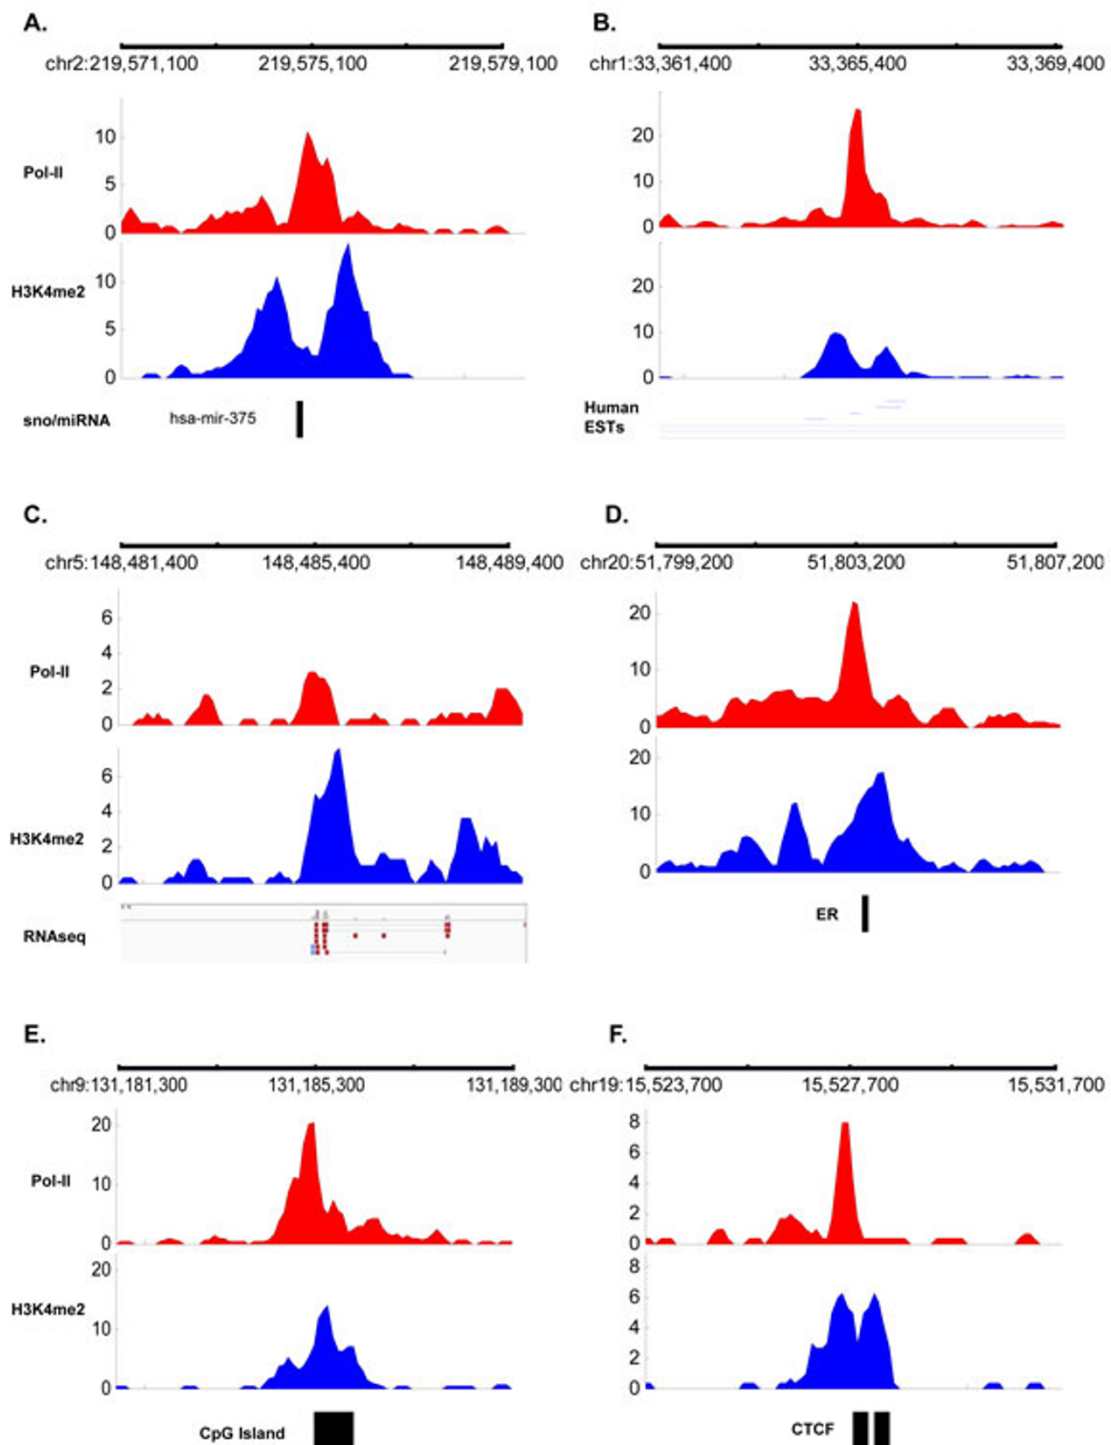 A.
chr2:219,571,100 219,575,100 219,579,100
10
Pol-II
5
0
10
H3K4me2
5
0
sno/miRNA hsa-mir-375
B.
chr1:33,361,400 33,365,400 33,369,400
20
10
0
20
10
0
Human
ESTs
C.
chr5:148,481,400 148,485,400 148,489,400
6
4
Pol-II
2
0
6
4
H3K4me2
2
0
RNAseq
D.
chr20:51,799,200 51,803,200 51,807,200
20
10
0
20
10
0
ER
E.
chr9:131,181,300 131,185,300 131,189,300
20
Pol-II
10
0
20
H3K4me2
10
0
CpG Island
F.
chr19:15,523,700 15,527,700 15,531,700
8
6
4
2
0
8
6
4
2
0
CTCF